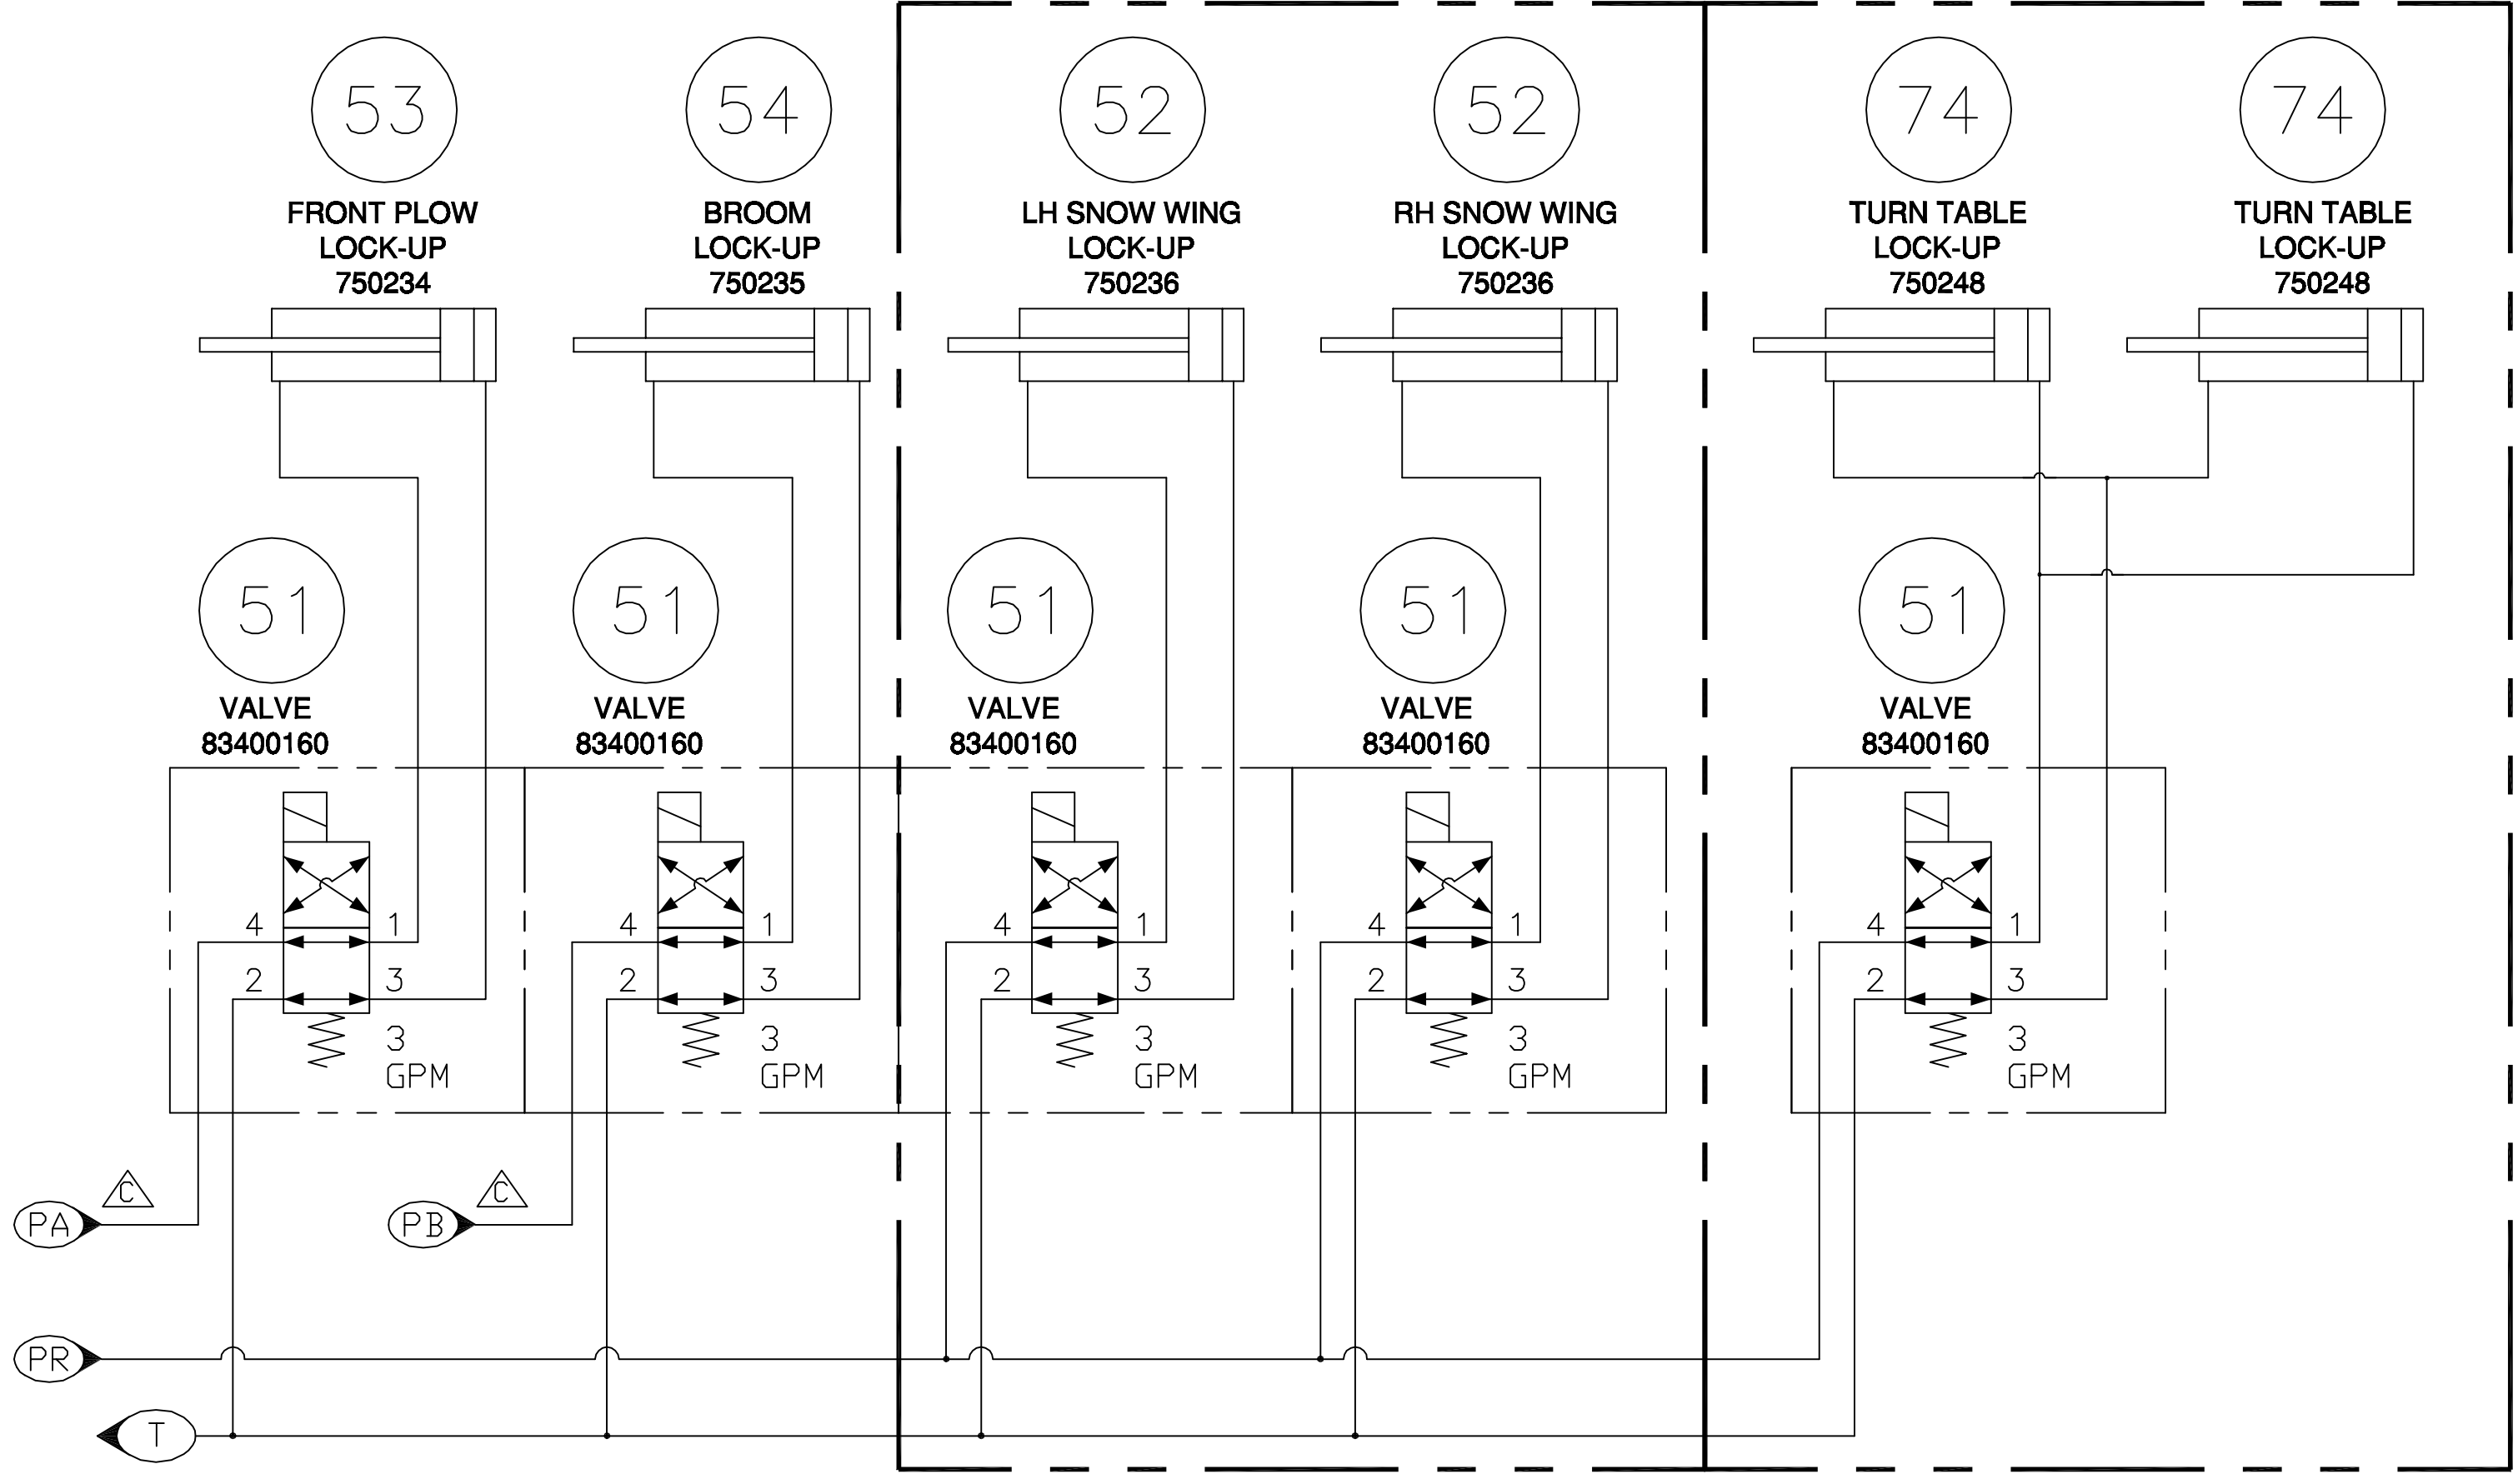 53
54
52
52
74
74
FRONT PLOW
LOCK-UP
750234
BROOM
LOCK-UP
750235
LH SNOW WING
LOCK-UP
750236
RH SNOW WING
LOCK-UP
750236
TURN TABLE
LOCK-UP
750248
TURN TABLE
LOCK-UP
750248
51
51
51
51
51
VALVE
83400160
VALVE
83400160
VALVE
83400160
VALVE
83400160
VALVE
83400160
4 1
2 3
3
GPM
4 1
2 3
3
GPM
4 1
2 3
3
GPM
4 1
2 3
3
GPM
4 1
2 3
3
GPM
C
PA
C
PB
PR
T